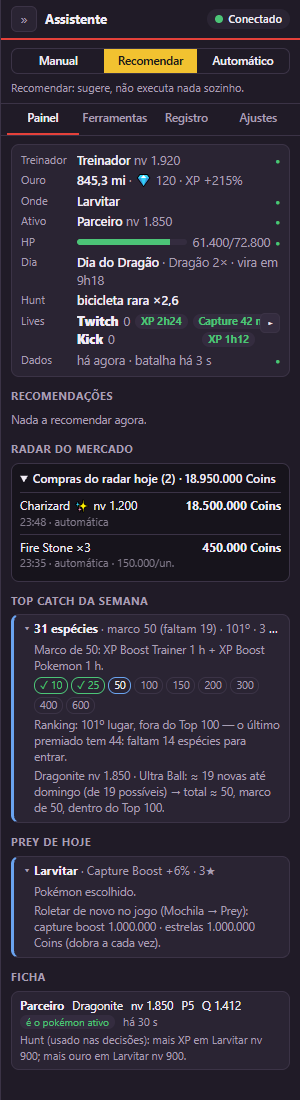 » Assistente Conectado
Manual Recomendar Automático
Recomendar: sugere, não executa nada sozinho.
Painel Ferramentas Registro Ajustes
Treinador Treinador nv 1.920
Ouro 845,3 mi · 💎 120 · XP +215%
Onde Larvitar
Ativo Parceiro nv 1.850
HP 61.400/72.800
Dia Dia do Dragão · Dragão 2× · vira em
9h18
Hunt bicicleta rara ×2,6
Lives Twitch 0 XP 2h24 Capture 42
Kick 0 XP 1h12
Dados há agora · batalha há 3 s
RECOMENDAÇÕES
Nada a recomendar agora.
RADAR DO MERCADO
▼ Compras do radar hoje (2) · 18.950.000 Coins
Charizard ✨ nv 1.200 18.500.000 Coins
23:48 · automática
Fire Stone ×3 450.000 Coins
23:35 · automática · 150.000/un.
TOP CATCH DA SEMANA
▾ 31 espécies · marco 50 (faltam 19) · 101º · 3 ...
Marco de 50: XP Boost Trainer 1 h + XP Boost
Pokemon 1 h.
✓ 10 ✓ 25 50 100 150 200 300
400 600
Ranking: 101º lugar, fora do Top 100 — o último
premiado tem 44: faltam 14 espécies para
entrar.
Dragonite nv 1.850 · Ultra Ball: ≈ 19 novas até
domingo (de 19 possíveis) → total ≈ 50, marco
de 50, dentro do Top 100.
PREY DE HOJE
▾ Larvitar · Capture Boost +6% · 3★
Pokémon escolhido.
Roletar de novo no jogo (Mochila → Prey):
capture boost 1.000.000 · estrelas 1.000.000
Coins (dobra a cada vez).
FICHA
Parceiro Dragonite nv 1.850 P5 Q 1.412
é o pokémon ativo há 30 s
Hunt (usado nas decisões): mais XP em Larvitar nv
900; mais ouro em Larvitar nv 900.